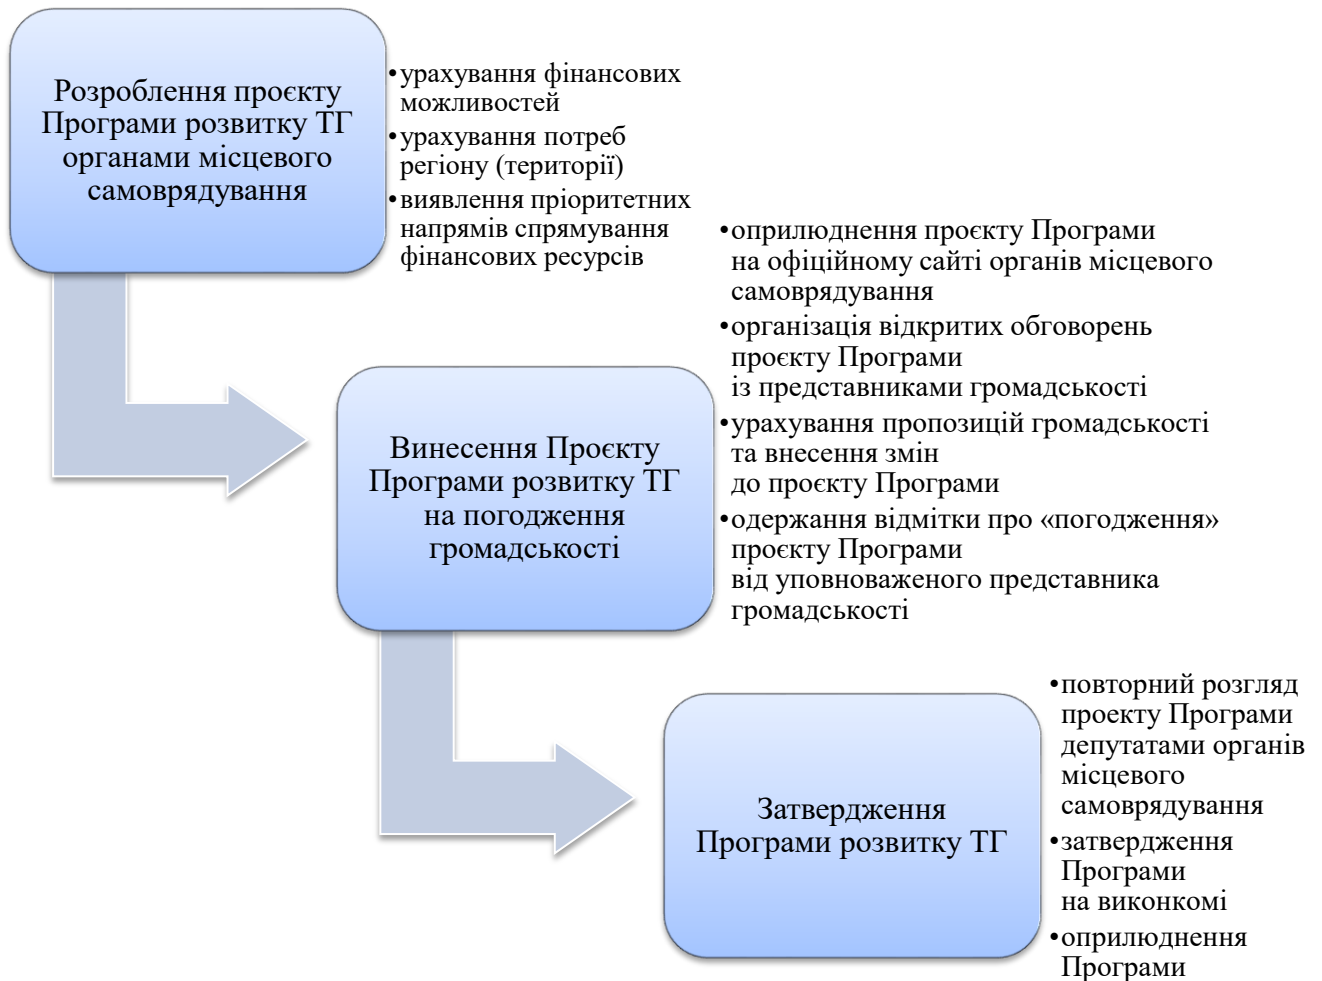 Розроблення проєкту
Програми розвитку ТГ
органами місцевого
самоврядування
•урахування фінансових
можливостей
•урахування потреб
регіону (території)
•виявлення пріоритетних
напрямів спрямування
фінансових ресурсів
Винесення Проєкту
Програми розвитку ТГ
на погодження
громадськості
•оприлюднення проєкту Програми
на офіційному сайті органів місцевого
самоврядування
•організація відкритих обговорень
проєкту Програми
із представниками громадськості
•урахування пропозицій громадськості
та внесення змін
до проєкту Програми
•одержання відмітки про «погодження»
проєкту Програми
від уповноваженого представника
громадськості
Затвердження
Програми розвитку ТГ
•повторний розгляд
проекту Програми
депутатами органів
місцевого
самоврядування
•затвердження
Програми
на виконкомі
•оприлюднення
Програми